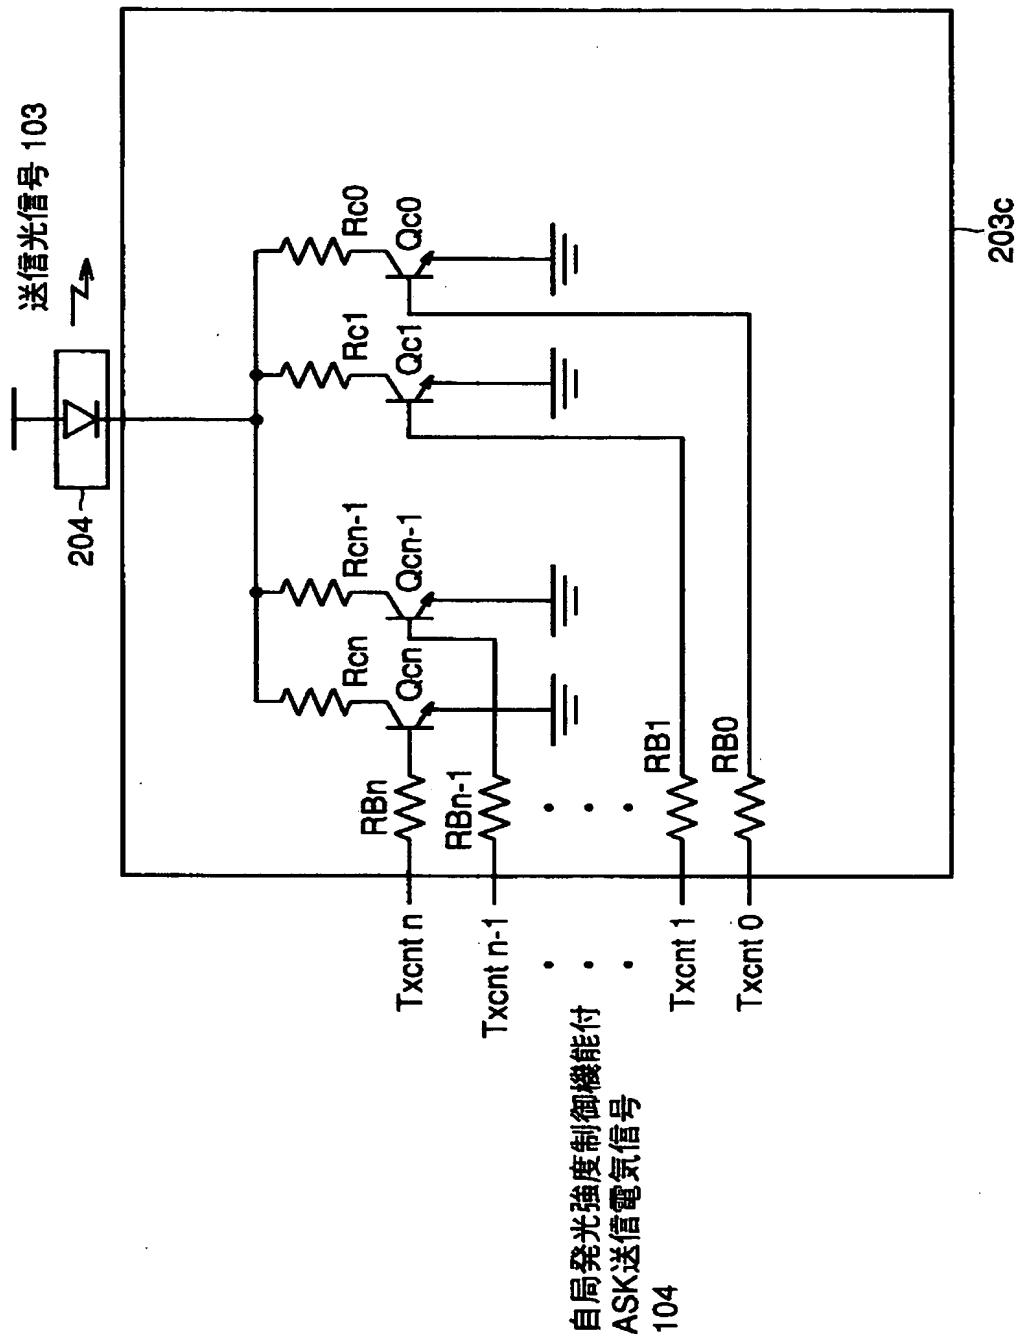 送信光信号 103
204
Rcn
Rcn-1
Rc1
Rc0
Qcn
Qcn-1
Qc1
Qc0
RBn
RBn-1
RB1
RB0
Txcnt n
Txcnt n-1
Txcnt 1
Txcnt 0
自局発光強度制御機能付
ASK送信電気信号
104
203c